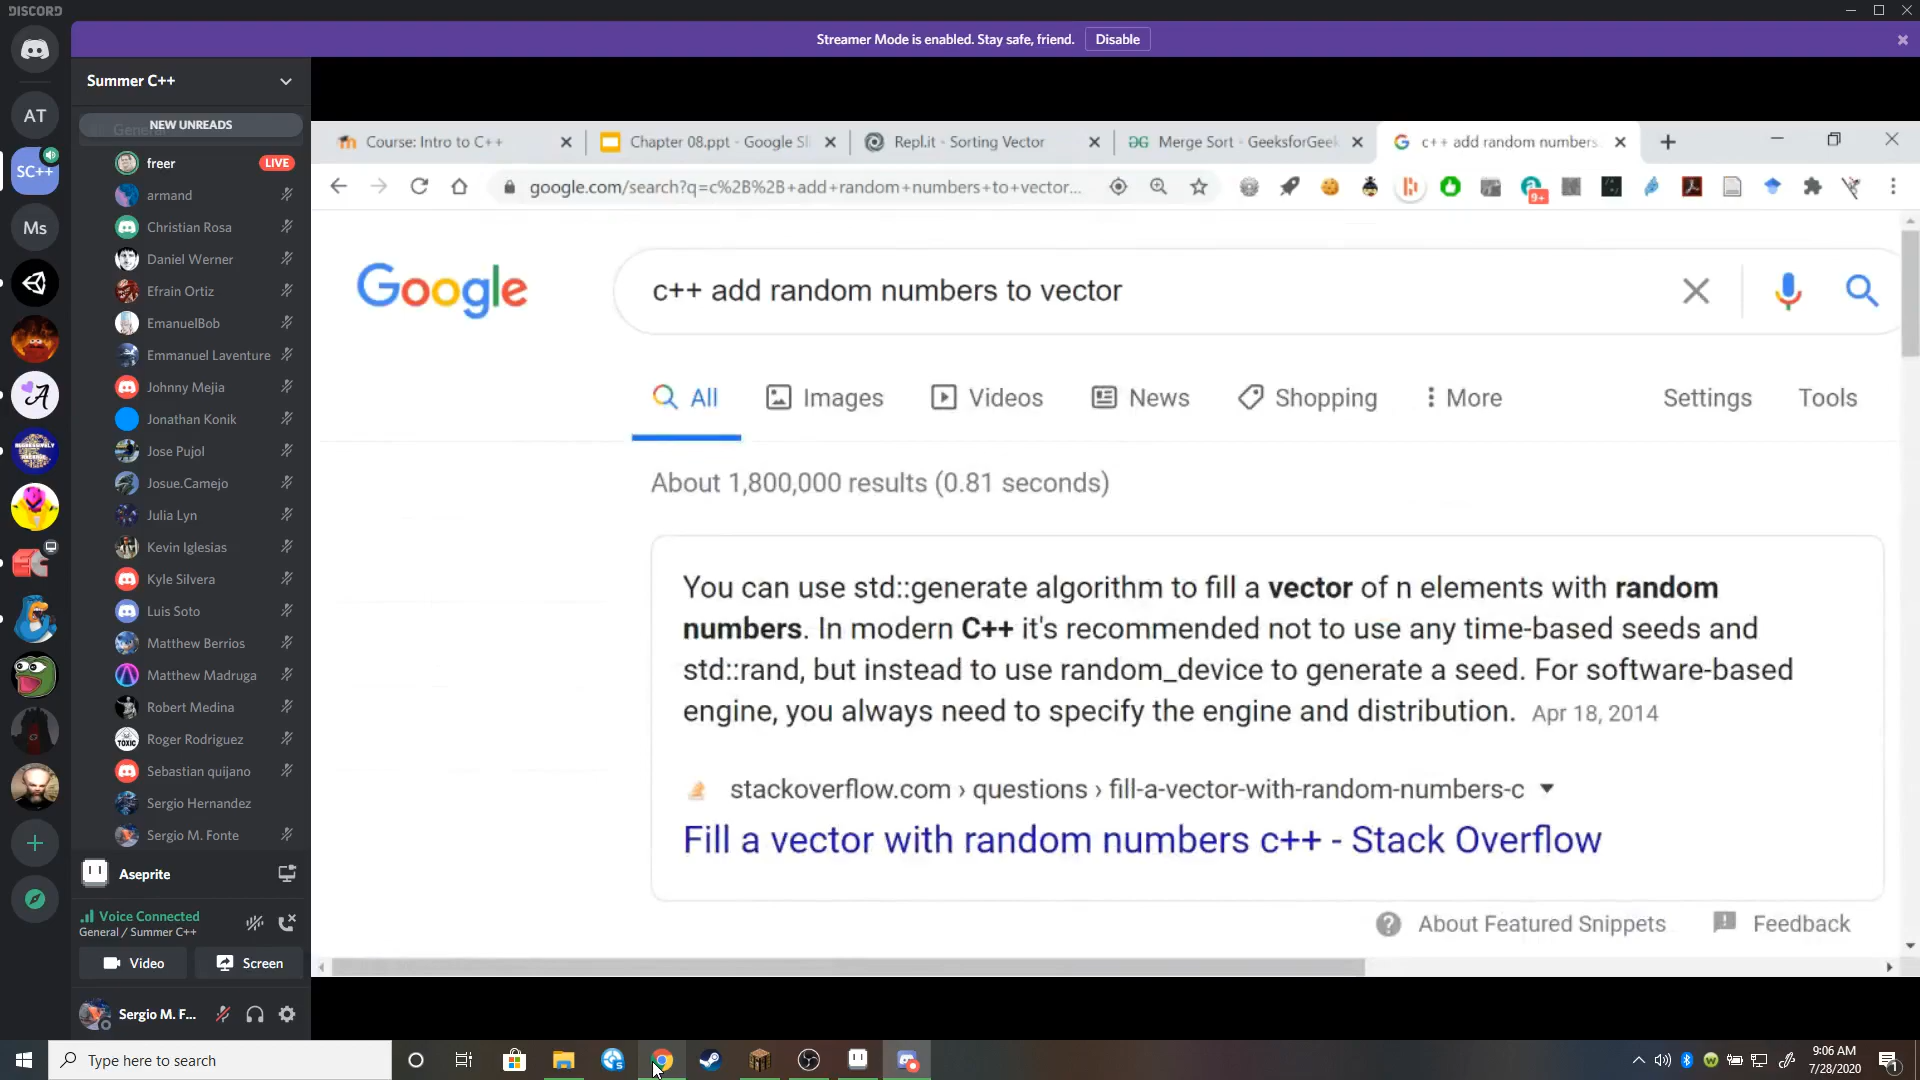 DISCORD
Streamer Mode is enabled. Stay safe, friend.
Disable
AT
SC++
Ms
Summer C++
NEW UNREADS
General
freer
LIVE
armand
Christian Rosa
Daniel Werner
Efrain Ortiz
EmanuelBob
Emmanuel Laventure
Johnny Mejia
Jonathan Konik
Jose Pujol
Josue.Camejo
Julia Lyn
Kevin Iglesias
Kyle Silvera
Luis Soto
Matthew Berrios
Matthew Madruga
Robert Medina
TOXIC
Roger Rodriguez
Sebastian quijano
Sergio Hernandez
Sergio M. Fonte
Aseprite
Voice Connected
General / Summer C++
Video
Screen
Sergio M. F...
Course: Intro to C++
Chapter 08.ppt - Google Sl
Repl.it - Sorting Vector
Merge Sort - GeeksforGeek
c++ add random numbers
google.com/search?q=c%2B%2B+add+random+numbers+to+vector...
9+
Google
c++ add random numbers to vector
All
Images
Videos
News
Shopping
More
Settings
Tools
About 1,800,000 results (0.81 seconds)
You can use std::generate algorithm to fill a vector of n elements with random
numbers. In modern C++ it's recommended not to use any time-based seeds and
std::rand, but instead to use random_device to generate a seed. For software-based
engine, you always need to specify the engine and distribution. Apr 18, 2014
stackoverflow.com › questions › fill-a-vector-with-random-numbers-c
Fill a vector with random numbers c++ - Stack Overflow
About Featured Snippets
Feedback
Type here to search
9:06 AM
7/28/2020
1